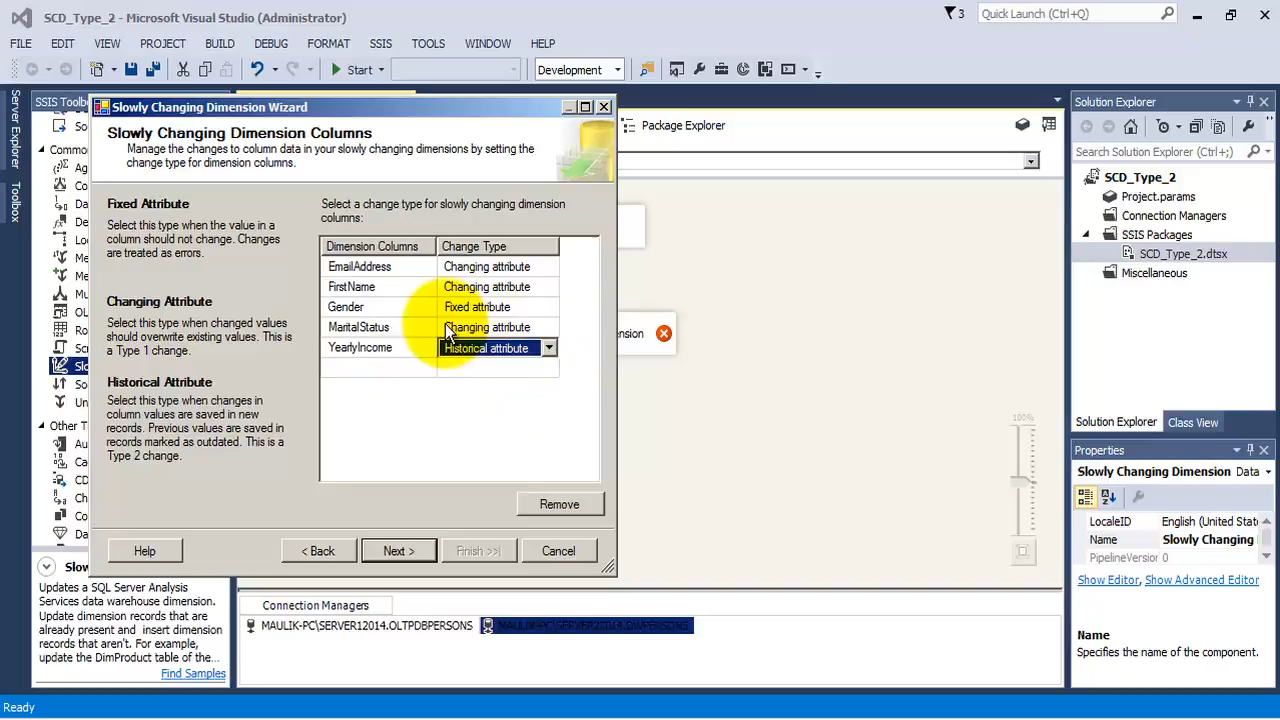 SCD_Type_2 - Microsoft Visual Studio (Administrator)
3
Quick Launch (Ctrl+Q)
FILE EDIT VIEW PROJECT BUILD DEBUG FORMAT SSIS TOOLS WINDOW HELP
Start
Development
Server Explorer
Toolbox
SSIS Toolb
So
Comm
Slowly Changing Dimension Wizard
Slowly Changing Dimension Columns
Manage the changes to column data in your slowly changing dimensions by setting the
change type for dimension columns.
Fixed Attribute
Select this type when the value in a
column should not change. Changes
are treated as errors.
Changing Attribute
Select this type when changed values
should overwrite existing values. This is
a Type 1 change.
Historical Attribute
Select this type when changes in
column values are saved in new
records. Previous values are saved in
records marked as outdated. This is a
Type 2 change.
Select a change type for slowly changing dimension
columns:
Dimension Columns Change Type
EmailAddress Changing attribute
FirstName Changing attribute
Gender Fixed attribute
MaritalStatus Changing attribute
YearlyIncome Historical attribute
Remove
Help
< Back
Next >
Finish >>|
Cancel
Package Explorer
ension
100%
Other T
Slow
Updates a SQL Server Analysis
Services data warehouse dimension.
Update dimension records that are
already present and insert dimension
records that aren't. For example,
update the DimProduct table of the...
Find Samples
Connection Managers
MAULIK-PC\SERVER12014.OLTPDBPERSONS
Solution Explorer
Search Solution Explorer (Ctrl+;)
SCD_Type_2
Project.params
Connection Managers
SSIS Packages
SCD_Type_2.dtsx
Miscellaneous
Solution Explorer Class View
Properties
Slowly Changing Dimension Data
LocaleID English (United Stat
Name Slowly Changing
PipelineVersion 0
Show Editor, Show Advanced Editor
Name
Specifies the name of the component.
Ready